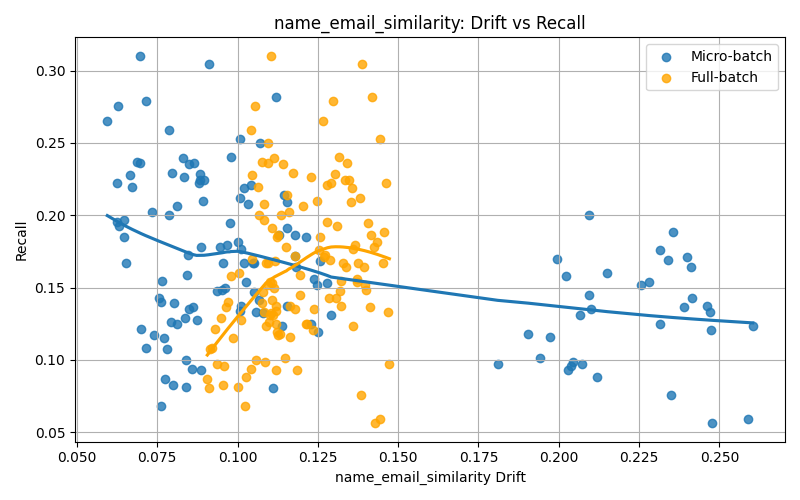 name_email_similarity: Drift vs Recall
Micro-batch
Full-batch
0.30
0.25
0.20
0.15
0.10
0.05
Recall
0.050 0.075 0.100 0.125 0.150 0.175 0.200 0.225 0.250
name_email_similarity Drift